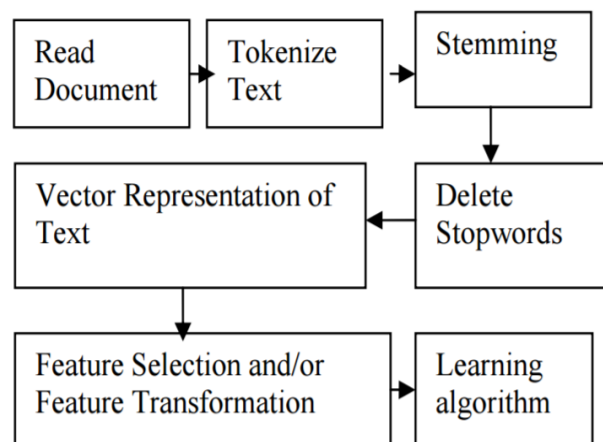 Read
Document
Tokenize
Text
Stemming
Vector Representation of
Text
Delete
Stopwords
Feature Selection and/or
Feature Transformation
Learning
algorithm